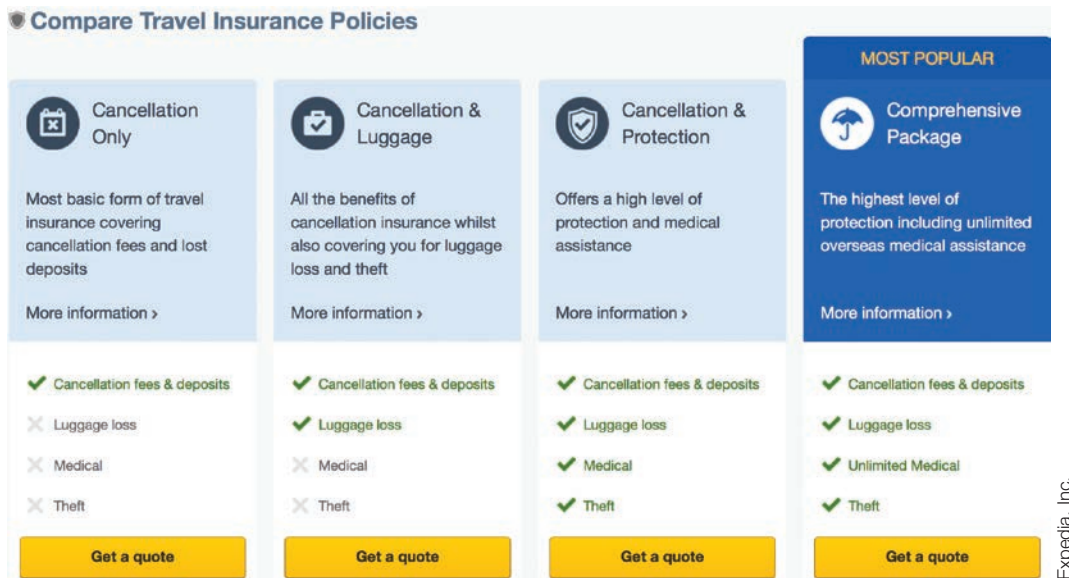 Compare Travel Insurance Policies
Cancellation
Only
Most basic form of travel
insurance covering
cancellation fees and lost
deposits
More information ›
Cancellation fees & deposits
Luggage loss
Medical
Theft
Get a quote
Cancellation &
Luggage
All the benefits of
cancellation insurance whilst
also covering you for luggage
loss and theft
More information ›
Cancellation fees & deposits
Luggage loss
Medical
Theft
Get a quote
Cancellation &
Protection
Offers a high level of
protection and medical
assistance
More information ›
Cancellation fees & deposits
Luggage loss
Medical
Theft
Get a quote
MOST POPULAR
Comprehensive
Package
The highest level of
protection including unlimited
overseas medical assistance
More information ›
Cancellation fees & deposits
Luggage loss
Unlimited Medical
Theft
Get a quote
Expedia, Inc.